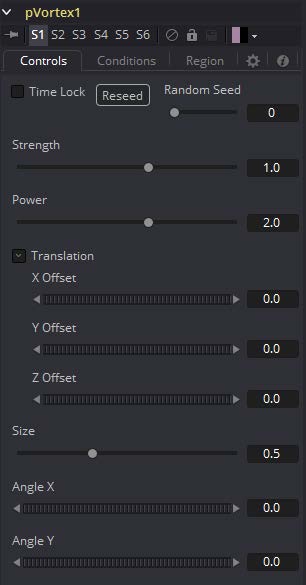 pVortex1
S1 S2 S3 S4 S5 S6
Controls Conditions Region
Time Lock Reseed Random Seed
0
Strength
1.0
Power
2.0
Translation
X Offset
0.0
Y Offset
0.0
Z Offset
0.0
Size
0.5
Angle X
0.0
Angle Y
0.0